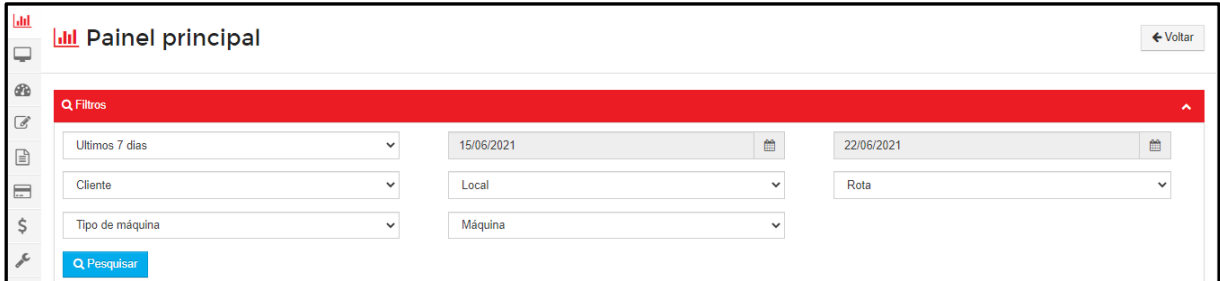 Painel principal
Voltar
Filtros
Ultimos 7 dias
15/06/2021
22/06/2021
Cliente
Local
Rota
Tipo de máquina
Máquina
Pesquisar